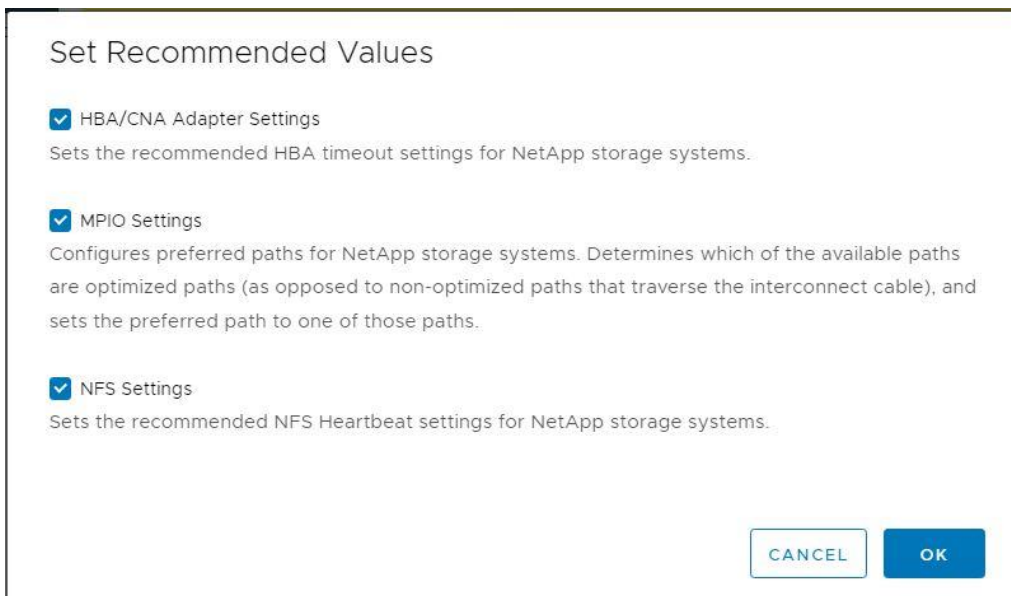 Set Recommended Values
HBA/CNA Adapter Settings
Sets the recommended HBA timeout settings for NetApp storage systems.
MPIO Settings
Configures preferred paths for NetApp storage systems. Determines which of the available paths
are optimized paths (as opposed to non-optimized paths that traverse the interconnect cable), and
sets the preferred path to one of those paths.
NFS Settings
Sets the recommended NFS Heartbeat settings for NetApp storage systems.
CANCEL
OK